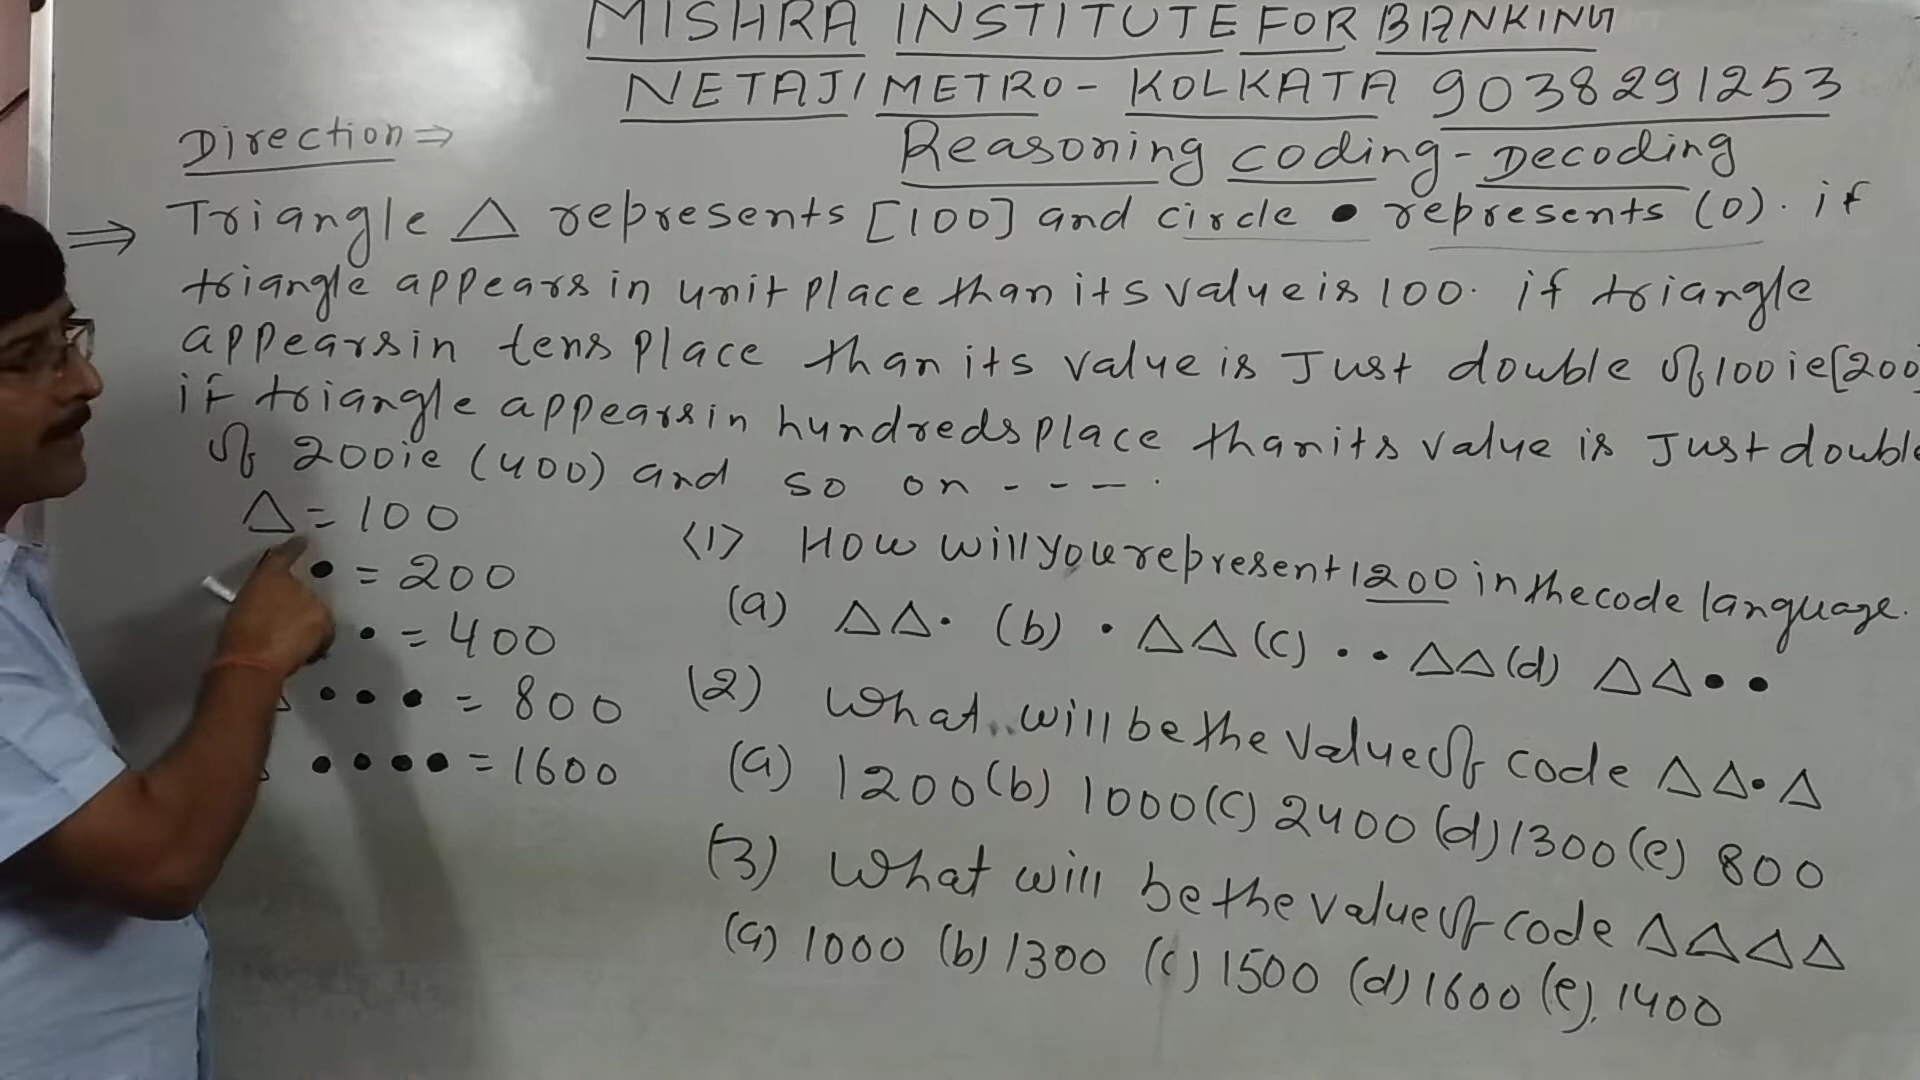 MISHRA INSTITUTE FOR BANKING
NETAJI METRO - KOLKATA 9038291253
Direction ⇒
Reasoning coding - Decoding
⇒ Triangle △ represents [100] and circle • represents (0). if
triangle appears in unit place than its value is 100. if triangle
appears in tens place than its value is Just double of 100 ie [200]
if triangle appears in hundreds place than its value is Just double
of 200 ie (400) and so on - - - .
△ = 100
• = 200
• = 400
△ • • • = 800
• • • • = 1600
<1> How will you represent 1200 in the code language.
(a) △△• (b) •△△ (c) ••△△ (d) △△••
(2) What will be the value of code △△•△
(a) 1200 (b) 1000 (c) 2400 (d) 1300 (e) 800
(3) What will be the value of code △△△△
(a) 1000 (b) 1300 (c) 1500 (d) 1600 (e). 1400